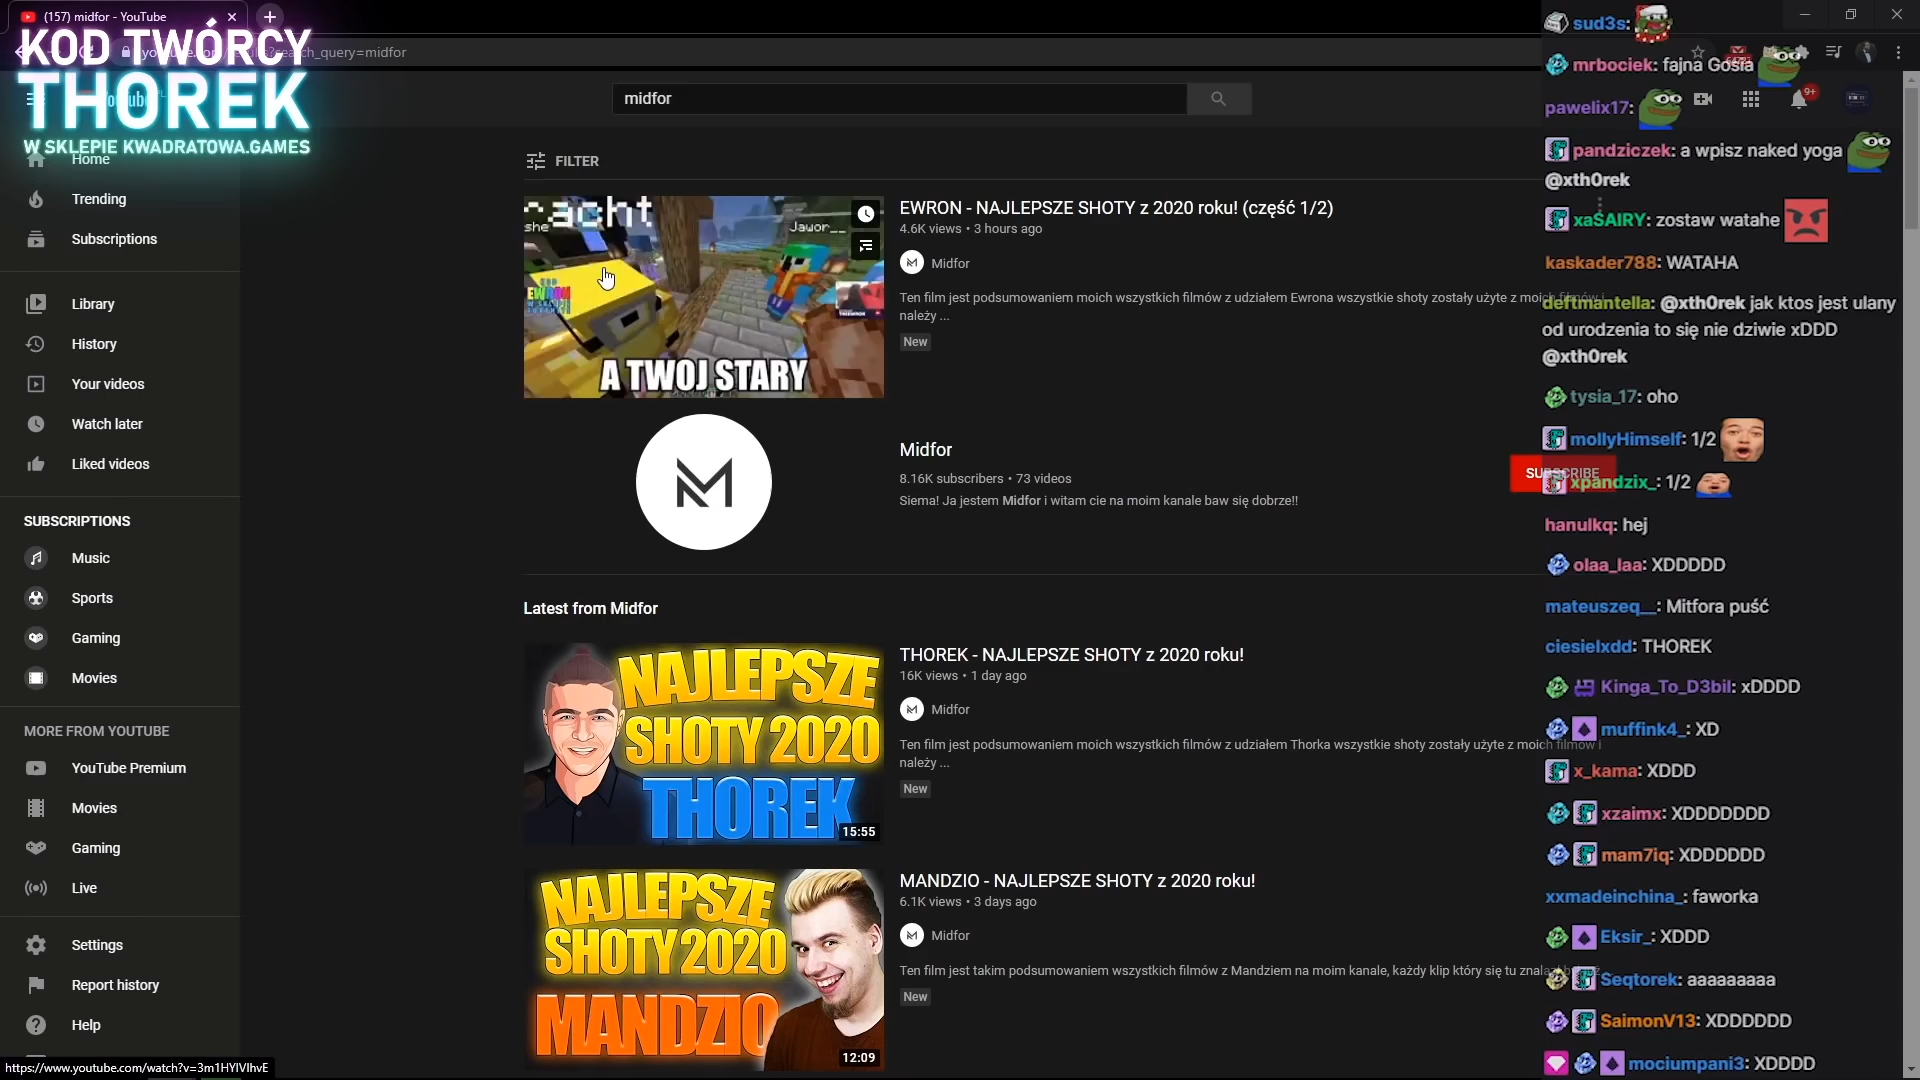 (157) midfor - YouTube
search_query=midfor
KOD TWÓRCY
THOREK
W SKLEPIE KWADRATOWA.GAMES
midfor
9+
Home
Trending
Subscriptions
Library
History
Your videos
Watch later
Liked videos
SUBSCRIPTIONS
Music
Sports
Gaming
Movies
MORE FROM YOUTUBE
YouTube Premium
Movies
Gaming
Live
Settings
Report history
Help
https://www.youtube.com/watch?v=3m1HYlVIhvE
FILTER
she
Jawor__
EWRON
A TWOJ STARY
EWRON - NAJLEPSZE SHOTY z 2020 roku! (część 1/2)
4.6K views • 3 hours ago
Midfor
Ten film jest podsumowaniem moich wszystkich filmów z udziałem Ewrona wszystkie shoty zostały użyte z moich filmów i
należy ...
New
Midfor
8.16K subscribers • 73 videos
Siema! Ja jestem Midfor i witam cie na moim kanale baw się dobrze!!
SUBSCRIBE
Latest from Midfor
NAJLEPSZE
SHOTY 2020
THOREK
15:55
THOREK - NAJLEPSZE SHOTY z 2020 roku!
16K views • 1 day ago
Midfor
Ten film jest podsumowaniem moich wszystkich filmów z udziałem Thorka wszystkie shoty zostały użyte z moich filmów i
należy ...
New
NAJLEPSZE
SHOTY 2020
MANDZIO
12:09
MANDZIO - NAJLEPSZE SHOTY z 2020 roku!
6.1K views • 3 days ago
Midfor
Ten film jest takim podsumowaniem wszystkich filmów z Mandziem na moim kanale, każdy klip który się tu
New
sud3s:
mrbociek: fajna Gosia
pawelix17:
pandziczek: a wpisz naked yoga
@xth0rek
xaSAIRY: zostaw watahe
kaskader788: WATAHA
deftmantella: @xth0rek jak ktos jest ulany
od urodzenia to się nie dziwie xDDD
@xth0rek
tysia_17: oho
mollyHimself: 1/2
xpandzix_: 1/2
hanulkq: hej
olaa_laa: XDDDDD
mateuszeq__: Mitfora puść
ciesielxdd: THOREK
Kinga_To_D3bil: xDDDD
muffink4_: XD
x_kama: XDDD
xzaimx: XDDDDDDD
mam7iq: XDDDDDD
xxmadeinchina_: faworka
Eksir_: XDDD
Seqtorek: aaaaaaaaa
SaimonV13: XDDDDDD
mociumpani3: XDDDD